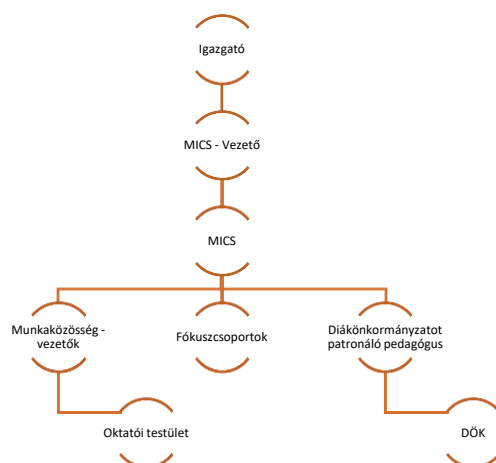 Igazgató
MICS - Vezető
MICS
Munkaközösség -
vezetők
Fókuszcsoportok
Diákönkormányzatot
patronáló pedagógus
Oktatói testület
DÖK